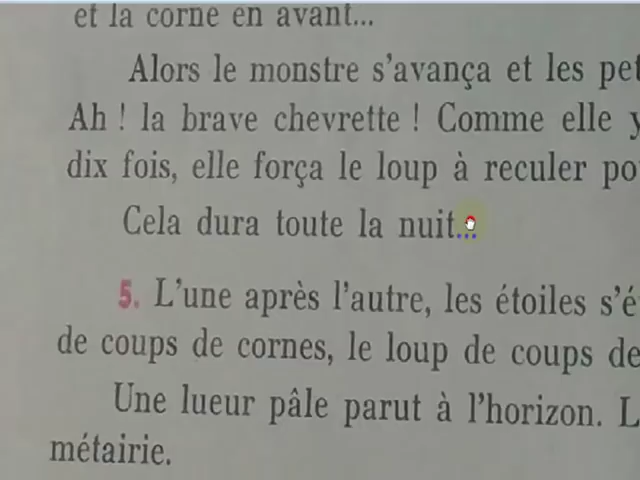 et la corne en avant...
Alors le monstre s'avança et les
Ah ! la brave chevrette ! Comme elle
dix fois, elle força le loup à reculer
Cela dura toute la nuit...
5. L'une après l'autre, les étoiles
de coups de cornes, le loup de coups de
Une lueur pâle parut à l'horizon.
métairie.